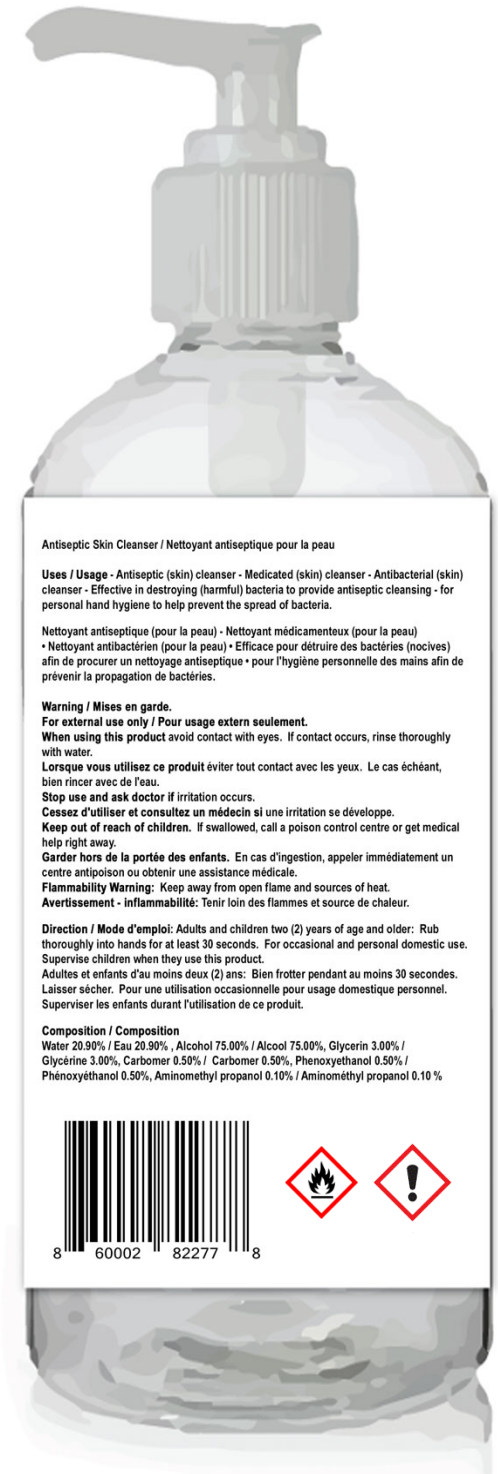 Antiseptic Skin Cleanser / Nettoyant antiseptique pour la peau
Uses / Usage - Antiseptic (skin) cleanser - Medicated (skin) cleanser - Antibacterial (skin)
cleanser - Effective in destroying (harmful) bacteria to provide antiseptic cleansing - for
personal hand hygiene to help prevent the spread of bacteria.
Nettoyant antiseptique (pour la peau) - Nettoyant médicamenteux (pour la peau)
• Nettoyant antibactérien (pour la peau) • Efficace pour détruire des bactéries (nocives)
afin de procurer un nettoyage antiseptique • pour l'hygiène personnelle des mains afin de
prévenir la propagation de bactéries.
Warning / Mises en garde.
For external use only / Pour usage extern seulement.
When using this product avoid contact with eyes. If contact occurs, rinse thoroughly
with water.
Lorsque vous utilisez ce produit éviter tout contact avec les yeux. Le cas échéant,
bien rincer avec de l'eau.
Stop use and ask doctor if irritation occurs.
Cessez d'utiliser et consultez un médecin si une irritation se développe.
Keep out of reach of children. If swallowed, call a poison control centre or get medical
help right away.
Garder hors de la portée des enfants. En cas d'ingestion, appeler immédiatement un
centre antipoison ou obtenir une assistance médicale.
Flammability Warning: Keep away from open flame and sources of heat.
Avertissement - inflammabilité: Tenir loin des flammes et source de chaleur.
Direction / Mode d'emploi: Adults and children two (2) years of age and older: Rub
thoroughly into hands for at least 30 seconds. For occasional and personal domestic use.
Supervise children when they use this product.
Adultes et enfants d'au moins deux (2) ans: Bien frotter pendant au moins 30 secondes.
Laisser sécher. Pour une utilisation occasionnelle pour usage domestique personnel.
Superviser les enfants durant l'utilisation de ce produit.
Composition / Composition
Water 20.90% / Eau 20.90% , Alcohol 75.00% / Alcool 75.00%, Glycerin 3.00% /
Glycérine 3.00%, Carbomer 0.50% / Carbomer 0.50%, Phenoxyethanol 0.50% /
Phénoxyéthanol 0.50%, Aminomethyl propanol 0.10% / Aminométhyl propanol 0.10 %
8 60002 82277 8